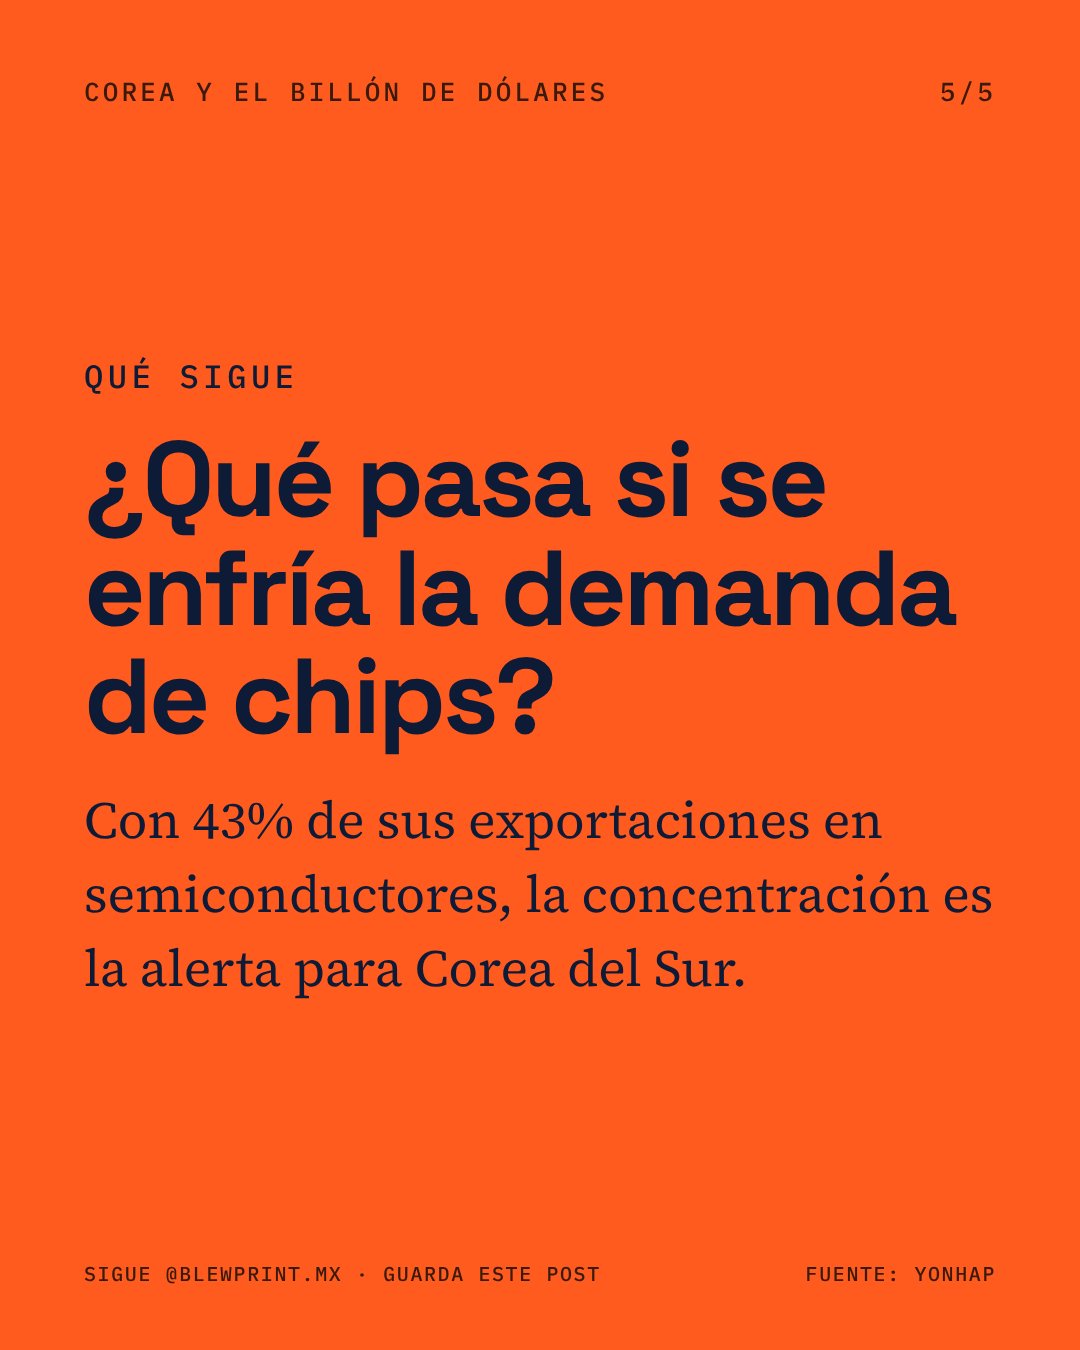 COREA Y EL BILLÓN DE DÓLARES 5/5
QUÉ SIGUE
¿Qué pasa si se
enfría la demanda
de chips?
Con 43% de sus exportaciones en
semiconductores, la concentración es
la alerta para Corea del Sur.
SIGUE @BLEWPRINT.MX · GUARDA ESTE POST FUENTE: YONHAP